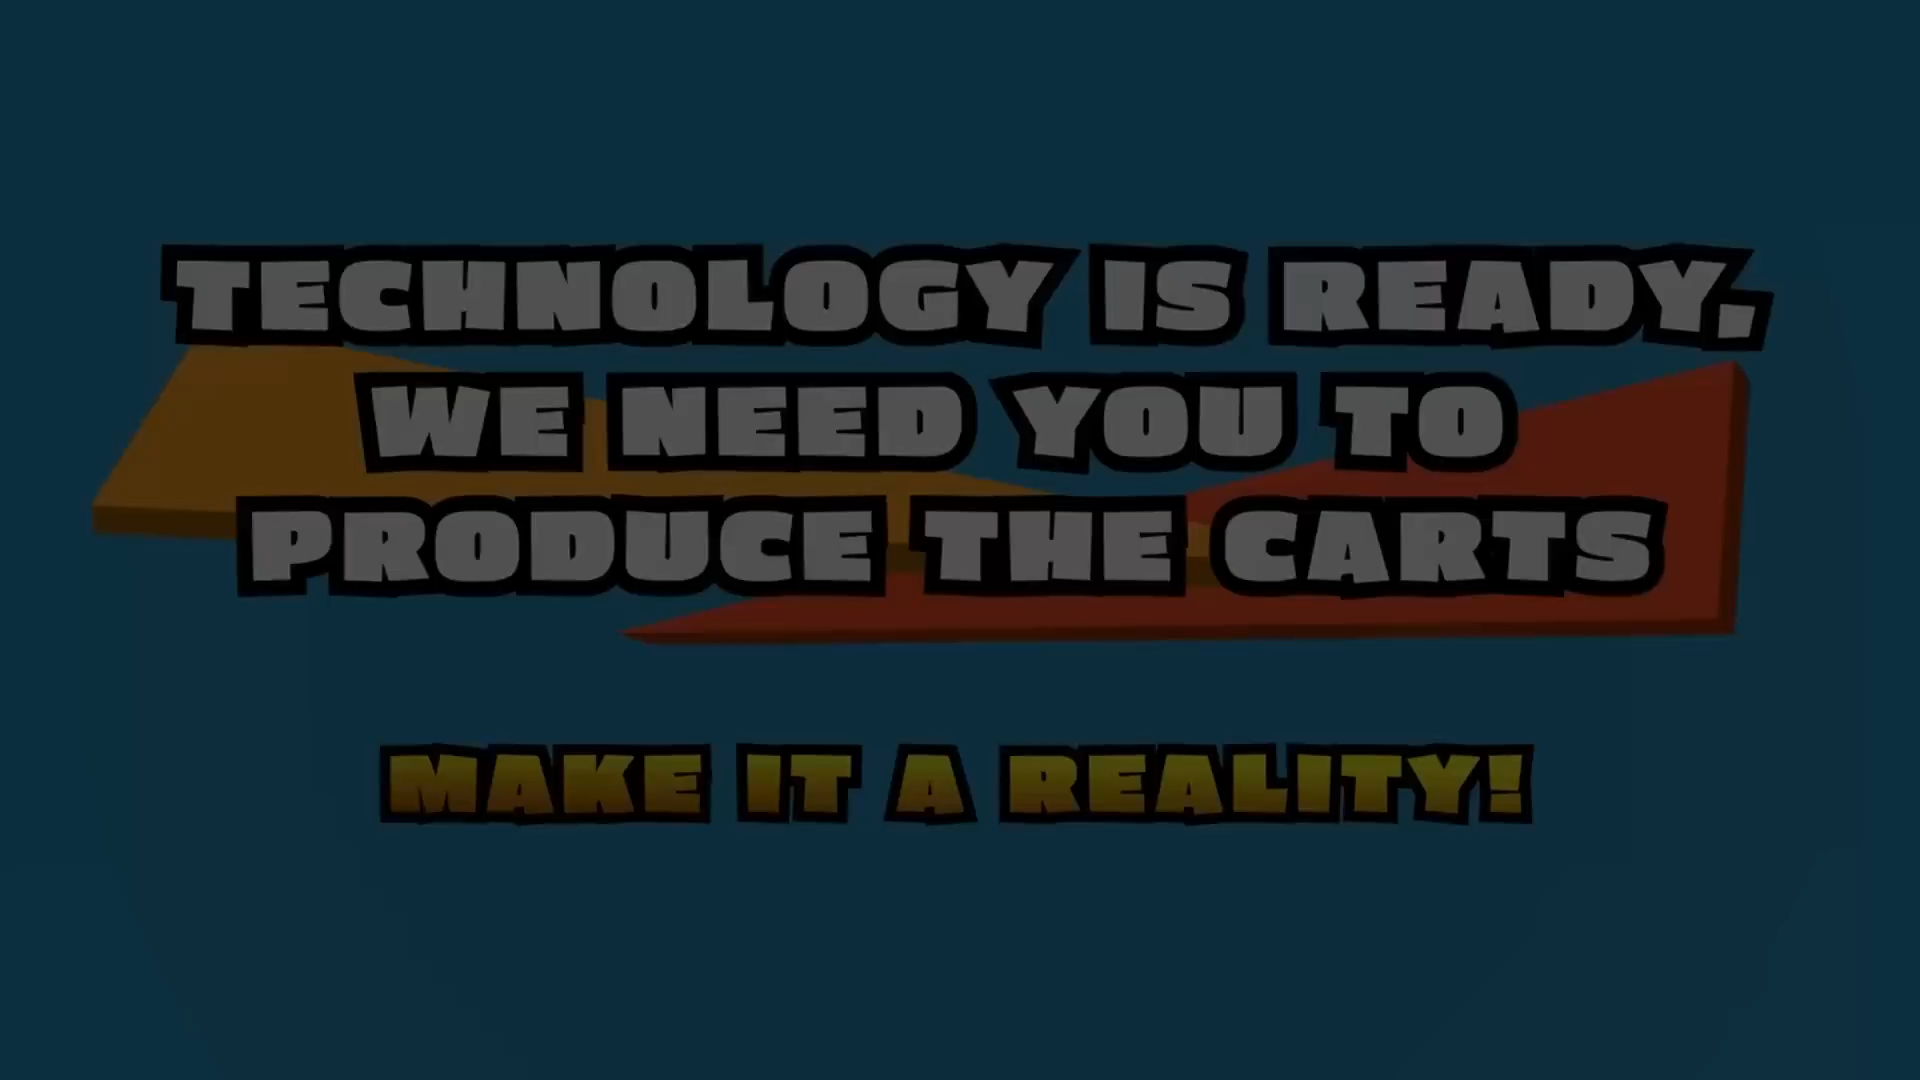 TECHNOLOGY IS READY.
WE NEED YOU TO
PRODUCE THE CARTS
MAKE IT A REALITY!